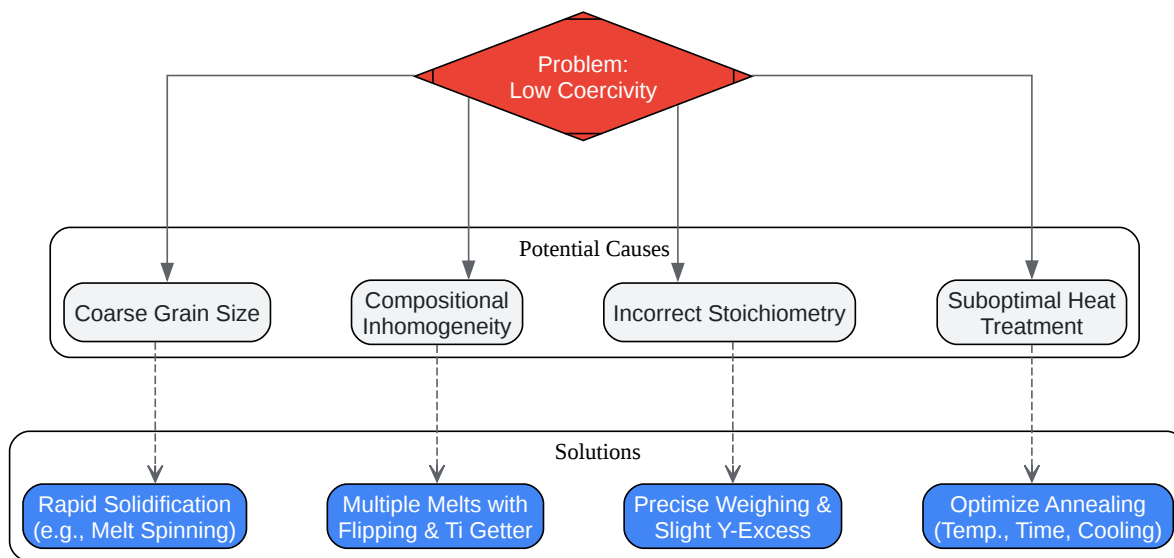 Problem:
Low Coercivity
Potential Causes
Coarse Grain Size
Compositional
Inhomogeneity
Incorrect Stoichiometry
Suboptimal Heat
Treatment
Solutions
Rapid Solidification
(e.g., Melt Spinning)
Multiple Melts with
Flipping & Ti Getter
Precise Weighing &
Slight Y-Excess
Optimize Annealing
(Temp., Time, Cooling)